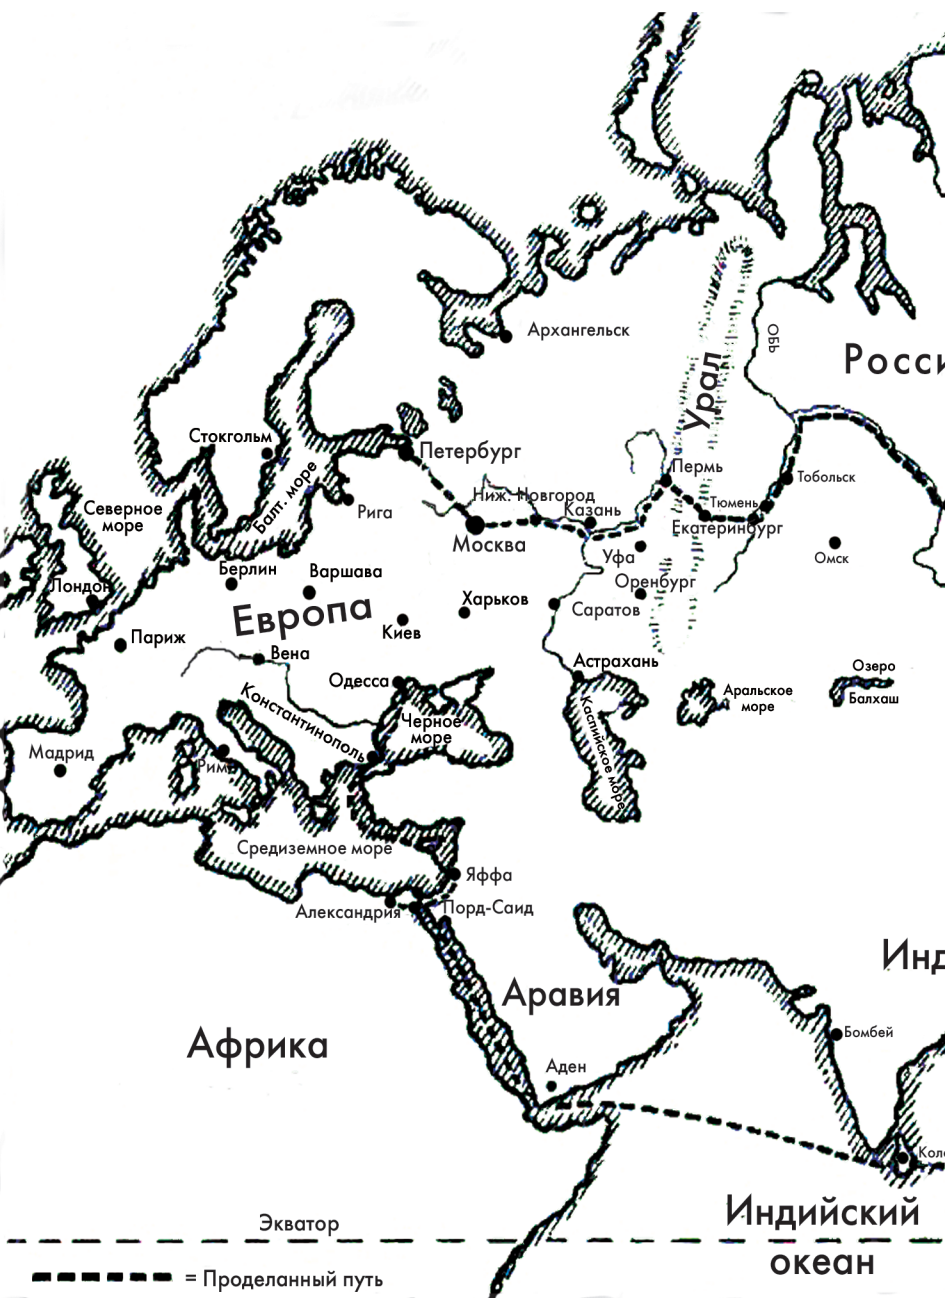 Архангельск
ОБЬ
Росси
Урал
Стокгольм
Петербург
Балт. море
Пермь
Тобольск
Северное
море
Рига
Ниж. Новгород
Казань
Тюмень
Екатеринбург
Москва
Уфа
Омск
Лондон
Берлин
Варшава
Оренбург
Европа
Харьков
Саратов
Киев
Париж
Вена
Астрахань
Озеро
Балхаш
Одесса
Аральское
море
Константинополь
Черное
море
Каспийское море
Мадрид
Рим
Средиземное море
Яффа
Александрия
Порд-Саид
Инд
Аравия
Африка
Бомбей
Аден
Коло
Индийский
океан
Экватор
= Проделанный путь